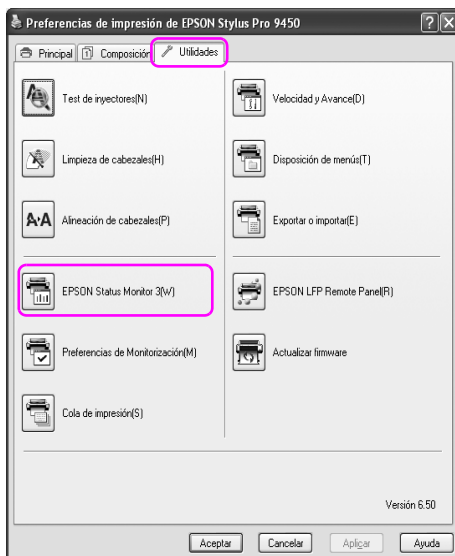 Preferencias de impresión de EPSON Stylus Pro 9450
Principal Composición Utilidades
Test de inyectores(N)
Velocidad y Avance(D)
Limpieza de cabezales(H)
Disposición de menús(T)
A A Alineación de cabezales(P)
Exportar o importar(E)
EPSON Status Monitor 3(W)
EPSON LFP Remote Panel(R)
Preferencias de Monitorización(M)
Actualizar firmware
Cola de impresión(S)
Versión 6.50
Aceptar Cancelar Aplicar Ayuda